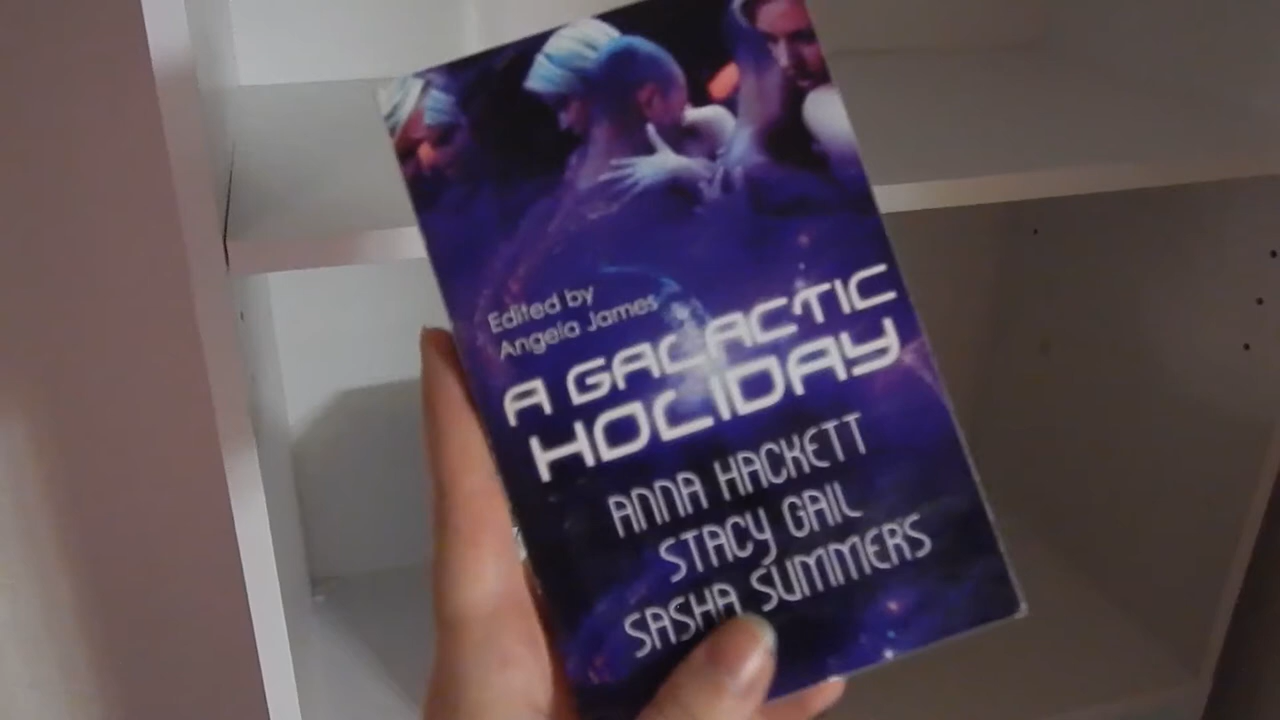 Edited by
Angela James
A GALACTIC
HOLIDAY
ANNA HACKETT
STACY GAIL
SASHA SUMMERS